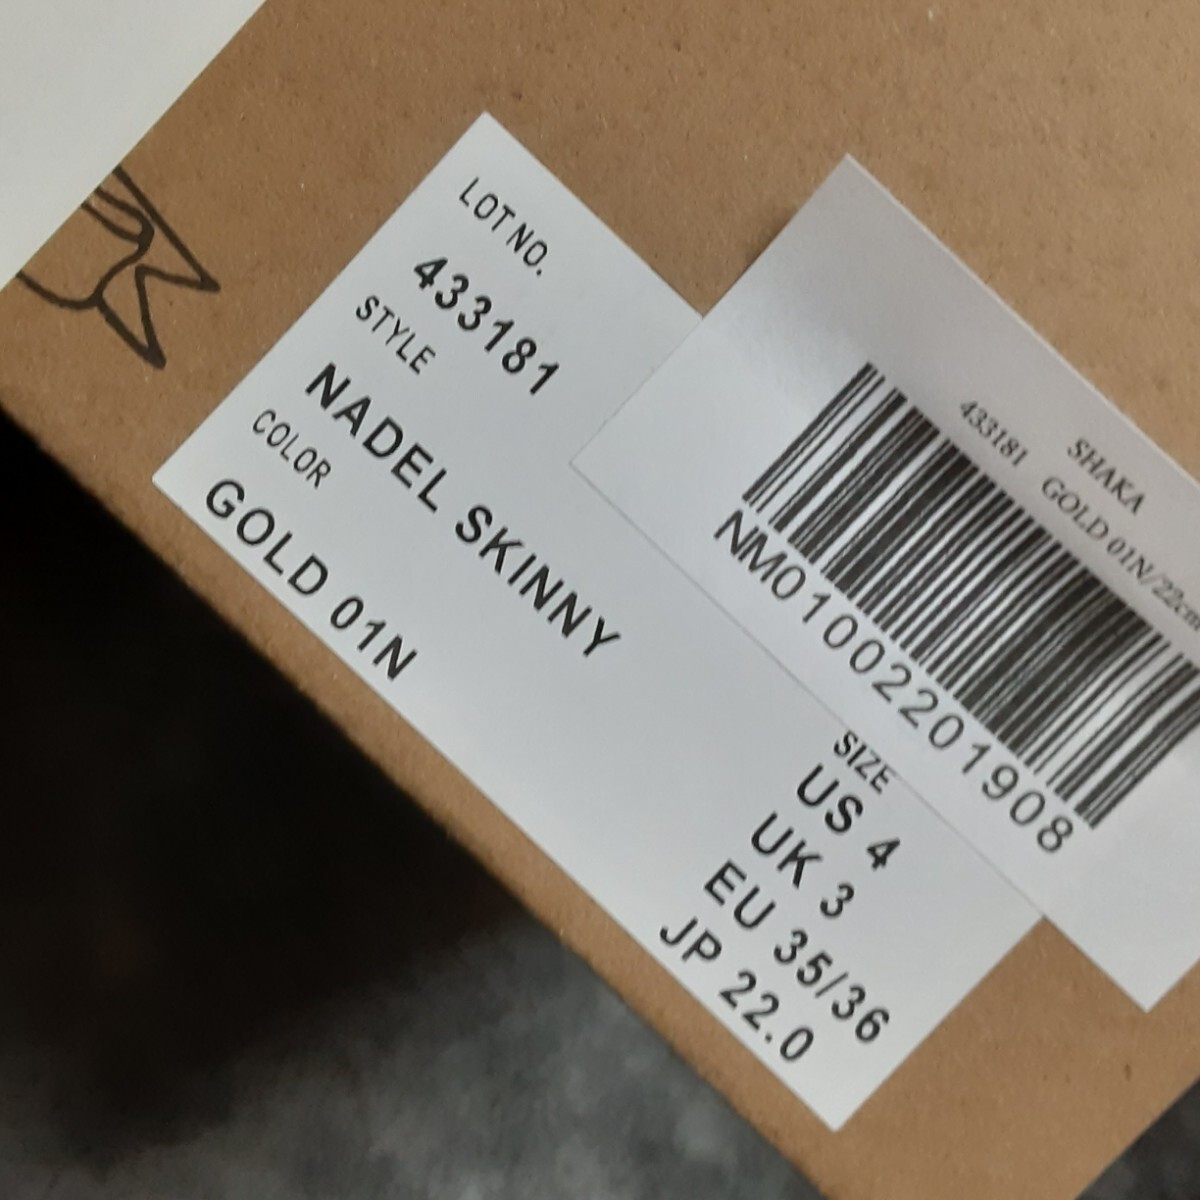 LOT NO.
433181
STYLE
NADEL SKINNY
COLOR
GOLD 01N
SIZE
US 4
UK 3
EU 35/36
JP 22.0
SHAKA
433181 GOLD 01N/22cm
NM01002201908